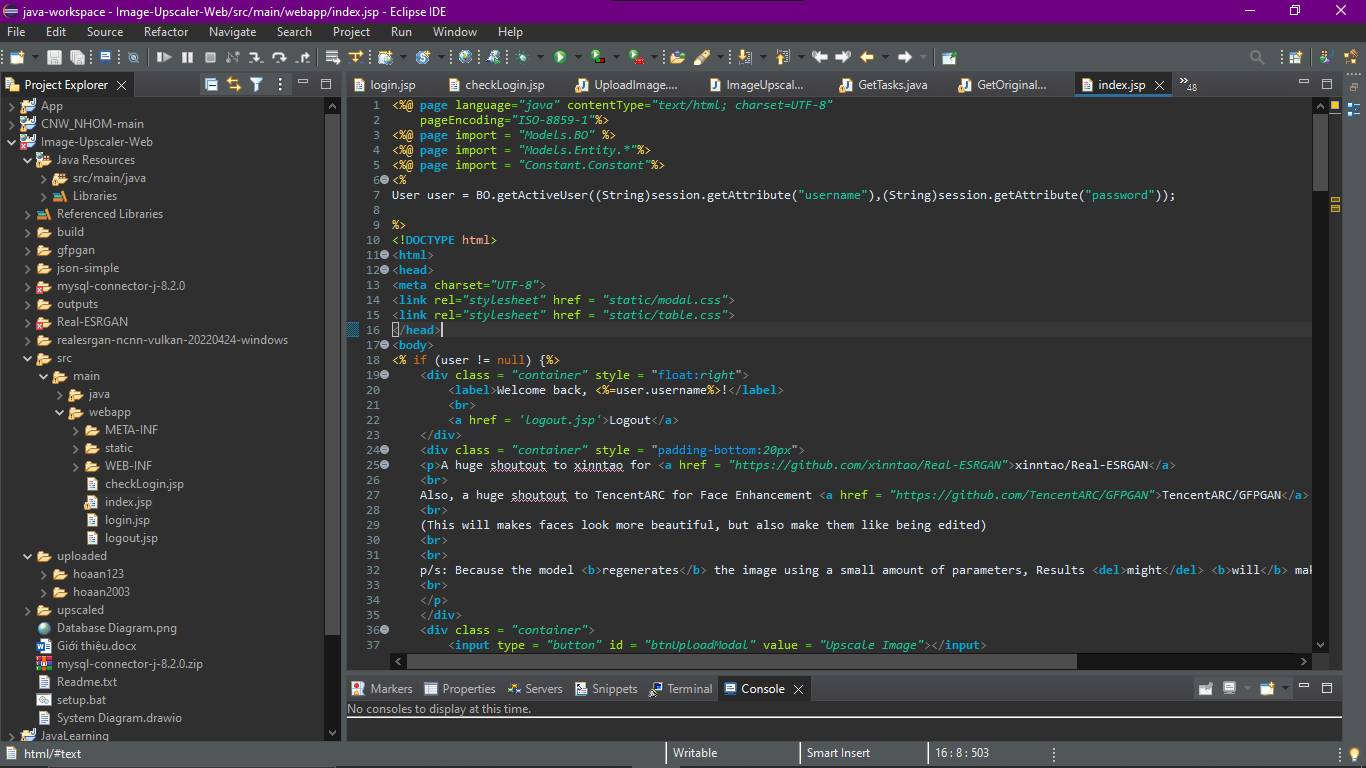 java-workspace - Image-Upscaler-Web/src/main/webapp/index.jsp - Eclipse IDE
File Edit Source Refactor Navigate Search Project Run Window Help
Project Explorer
login.jsp checkLogin.jsp UploadImage.... ImageUpscal... GetTasks.java GetOriginal... index.jsp »48
App
CNW_NHOM-main
Image-Upscaler-Web
Java Resources
src/main/java
Libraries
Referenced Libraries
build
gfpgan
json-simple
mysql-connector-j-8.2.0
outputs
Real-ESRGAN
realesrgan-ncnn-vulkan-20220424-windows
src
main
java
webapp
META-INF
static
WEB-INF
checkLogin.jsp
index.jsp
login.jsp
logout.jsp
uploaded
hoaan123
hoaan2003
upscaled
Database Diagram.png
Giới thiệu.docx
mysql-connector-j-8.2.0.zip
Readme.txt
setup.bat
System Diagram.drawio
JavaLearning
1 <%@ page language="java" contentType="text/html; charset=UTF-8"
2     pageEncoding="ISO-8859-1"%>
3 <%@ page import = "Models.BO" %>
4 <%@ page import = "Models.Entity.*"%>
5 <%@ page import = "Constant.Constant"%>
6 <%
7 User user = BO.getActiveUser((String)session.getAttribute("username"),(String)session.getAttribute("password"));
8
9 %>
10 <!DOCTYPE html>
11 <html>
12 <head>
13 <meta charset="UTF-8">
14 <link rel="stylesheet" href = "static/modal.css">
15 <link rel="stylesheet" href = "static/table.css">
16 </head>
17 <body>
18 <% if (user != null) {%>
19     <div class = "container" style = "float:right">
20         <label>Welcome back, <%=user.username%>!</label>
21         <br>
22         <a href = 'logout.jsp'>Logout</a>
23     </div>
24     <div class = "container" style = "padding-bottom:20px">
25     <p>A huge shoutout to xinntao for <a href = "https://github.com/xinntao/Real-ESRGAN">xinntao/Real-ESRGAN</a>
26     <br>
27     Also, a huge shoutout to TencentARC for Face Enhancement <a href = "https://github.com/TencentARC/GFPGAN">TencentARC/GFPGAN</a>
28     <br>
29     (This will makes faces look more beautiful, but also make them like being edited)
30     <br>
31     <br>
32     p/s: Because the model <b>regenerates</b> the image using a small amount of parameters, Results <del>might</del> <b>will</b> mak
33     <br>
34     </p>
35     </div>
36     <div class = "container">
37         <input type = "button" id = "btnUploadModal" value = "Upscale Image"></input>
Markers Properties Servers Snippets Terminal Console
No consoles to display at this time.
html/#text Writable Smart Insert 16 : 8 : 503